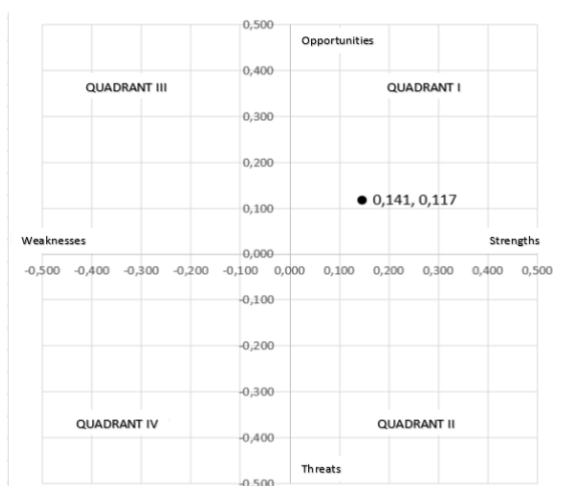 0,500
Opportunities
0,400
QUADRANT III
QUADRANT I
0,300
0,200
0,141, 0,117
0,100
Weaknesses
Strengths
0,000
-0,500 -0,400 -0,300 -0,200 -0,100 0,000 0,100 0,200 0,300 0,400 0,500
-0,100
-0,200
-0,300
QUADRANT IV
QUADRANT II
-0,400
Threats
-0,500